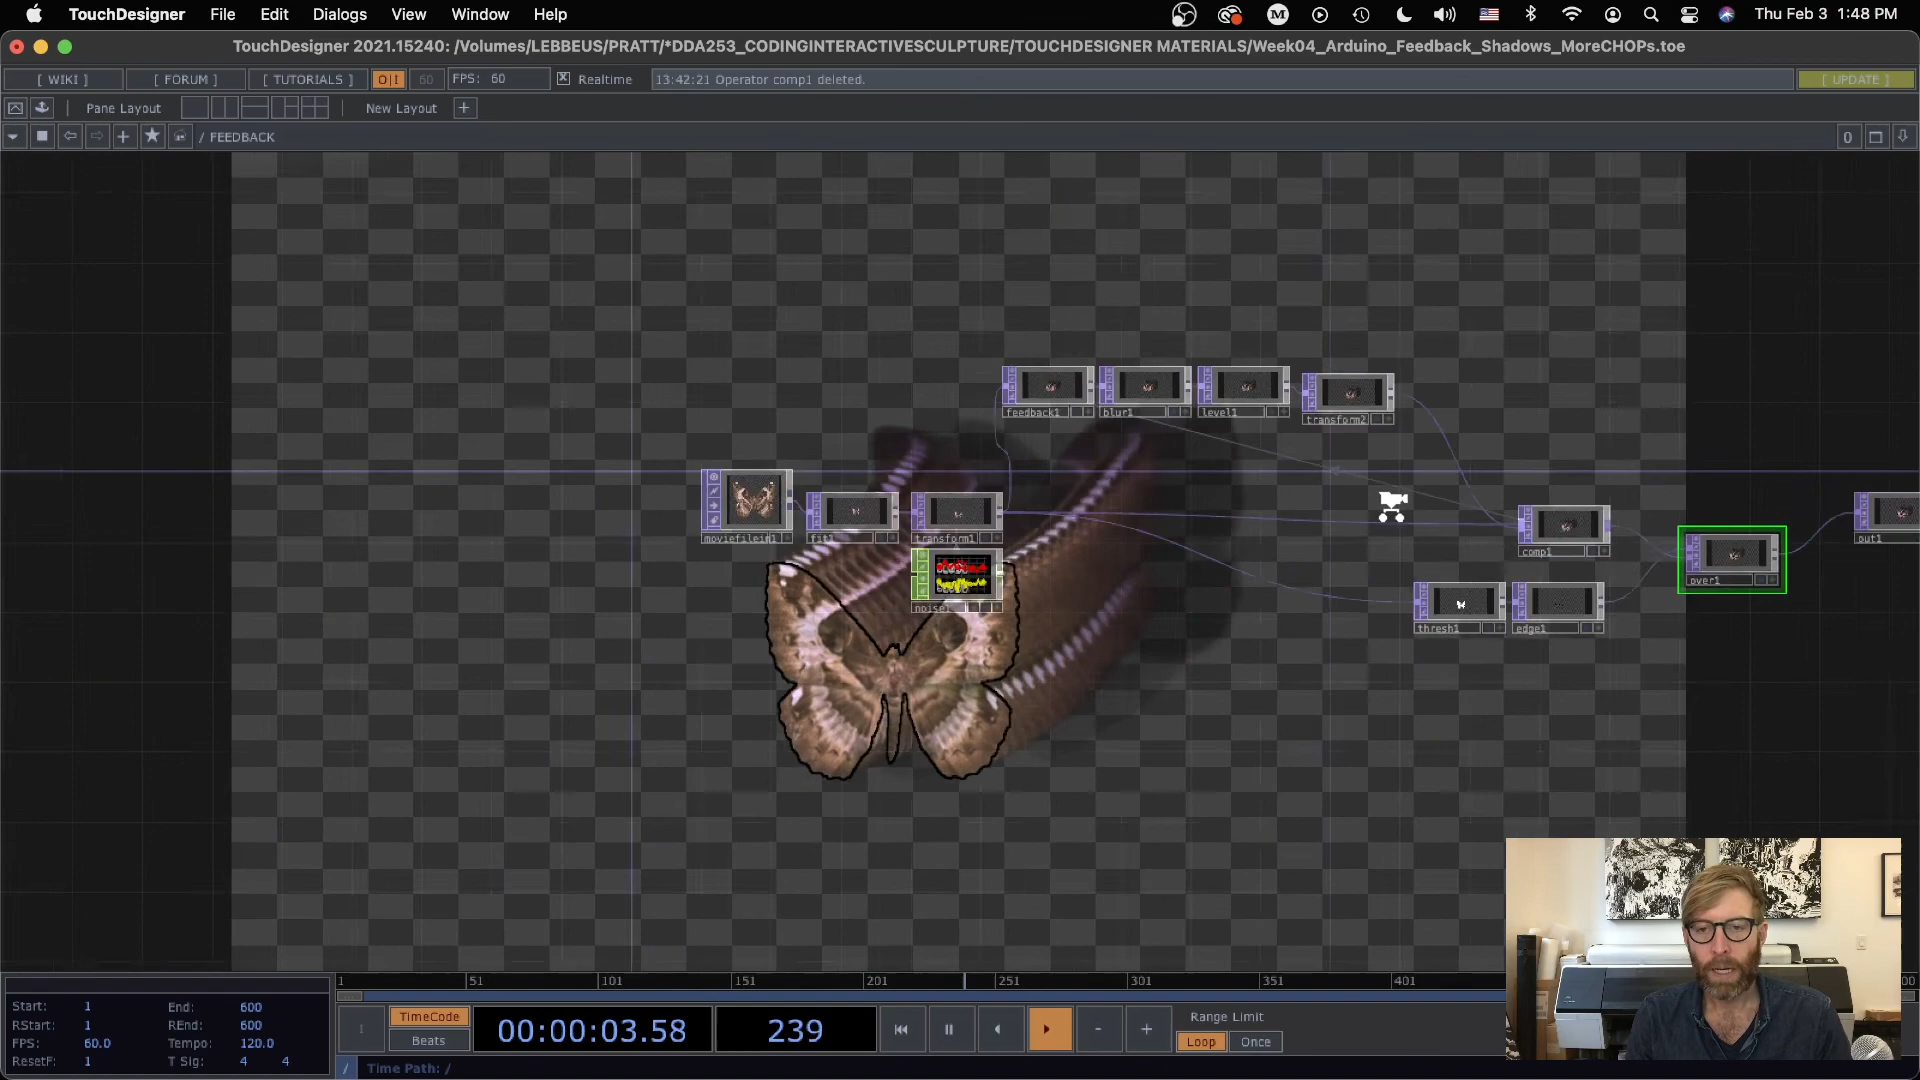 TouchDesigner File Edit Dialogs View Window Help Thu Feb 3 1:48 PM
TouchDesigner 2021.15240: /Volumes/LEBBEUS/PRATT/*DDA253_CODINGINTERACTIVESCULPTURE/TOUCHDESIGNER MATERIALS/Week04_Arduino_Feedback_Shadows_MoreCHOPs.toe
[ WIKI ] [ FORUM ] [ TUTORIALS ] O|I 60 FPS: 60 Realtime 13:42:21 Operator comp1 deleted. [ UPDATE ]
Pane Layout New Layout +
/ FEEDBACK 0
feedback1 blur1 level1 transform2
moviefilein1 fit1 transform1
comp1 out1
over1
noise1
thresh1 edge1
1 51 101 151 201 251 301 351 401
Start: 1 End: 600
RStart: 1 REnd: 600
FPS: 60.0 Tempo: 120.0
ResetF: 1 T Sig: 4 4
TimeCode
Beats
00:00:03.58 239
Range Limit
Loop Once
/ Time Path: /